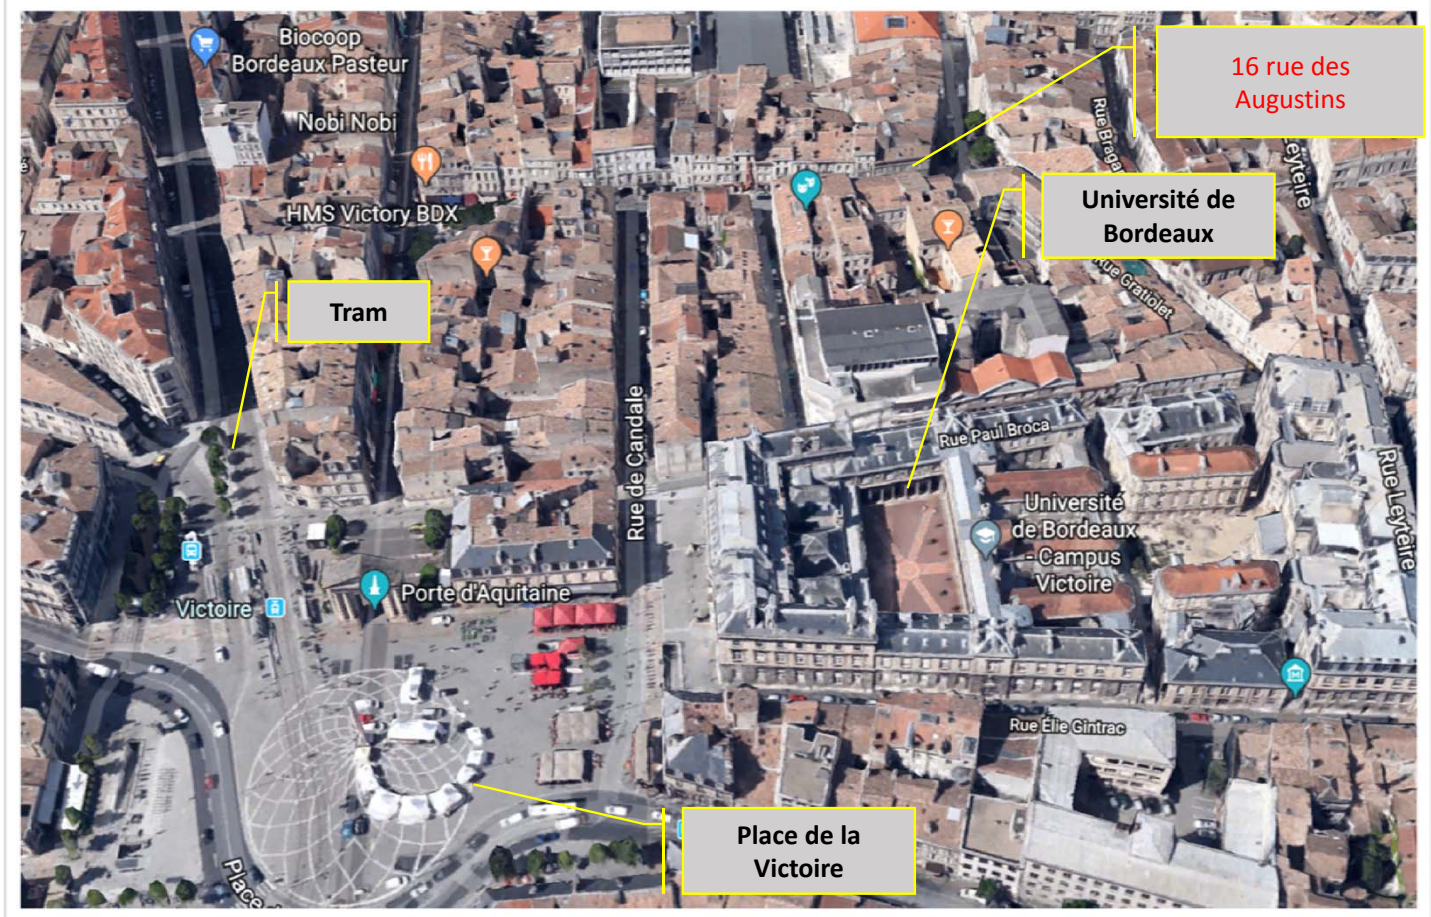 Biocoop
Bordeaux Pasteur
Nobi Nobi
HMS Victory BDX
16 rue des
Augustins
Rue Braga
Leyteire
Université de
Bordeaux
Rue Gratiolet
Tram
Rue de Candale
Rue Paul Broca
Université
de Bordeaux
- Campus
Victoire
Rue Leyteire
Victoire
Porte d'Aquitaine
Rue Élie Gintrac
Place de la
Victoire
Place